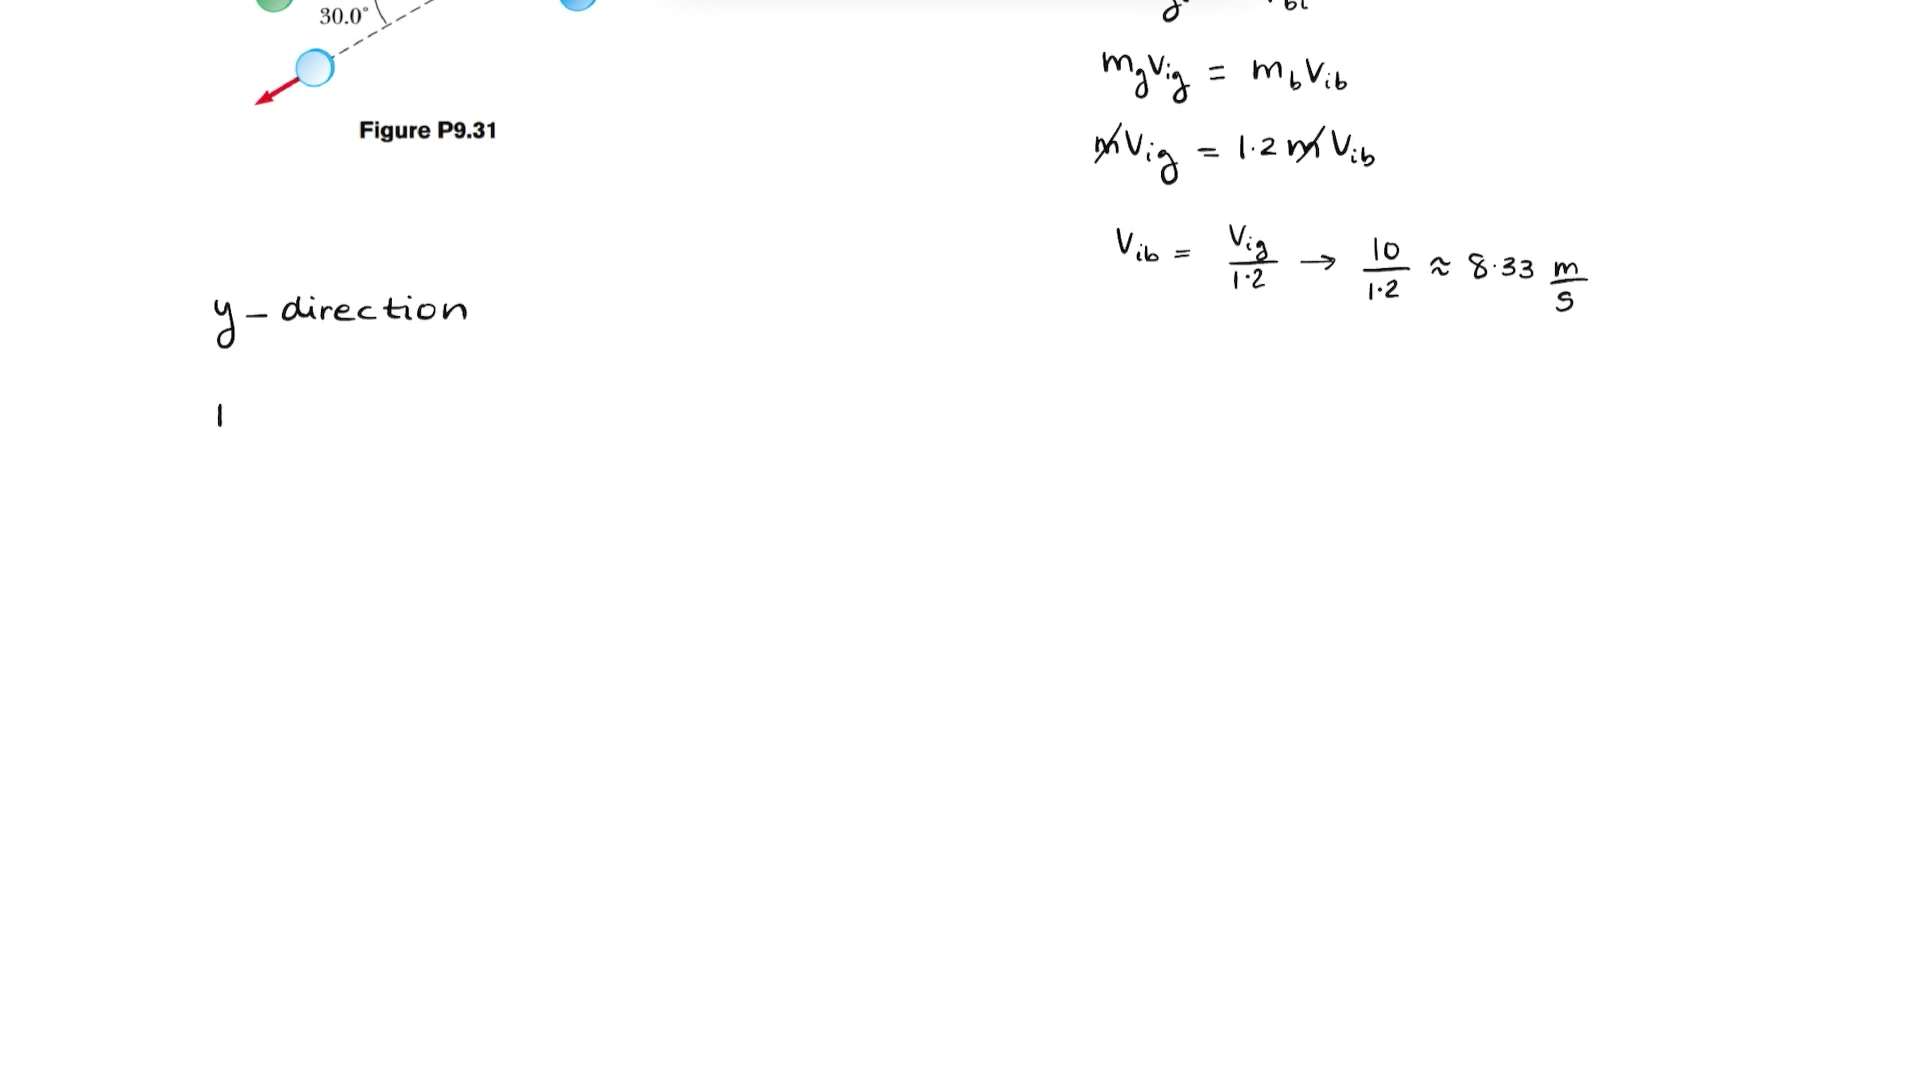 30.0°
Figure P9.31
m_g v_ig = m_b v_ib
m v_ig = 1.2 m v_ib
v_ib = v_ig / 1.2 → 10 / 1.2 ≈ 8.33 m/s
y - direction